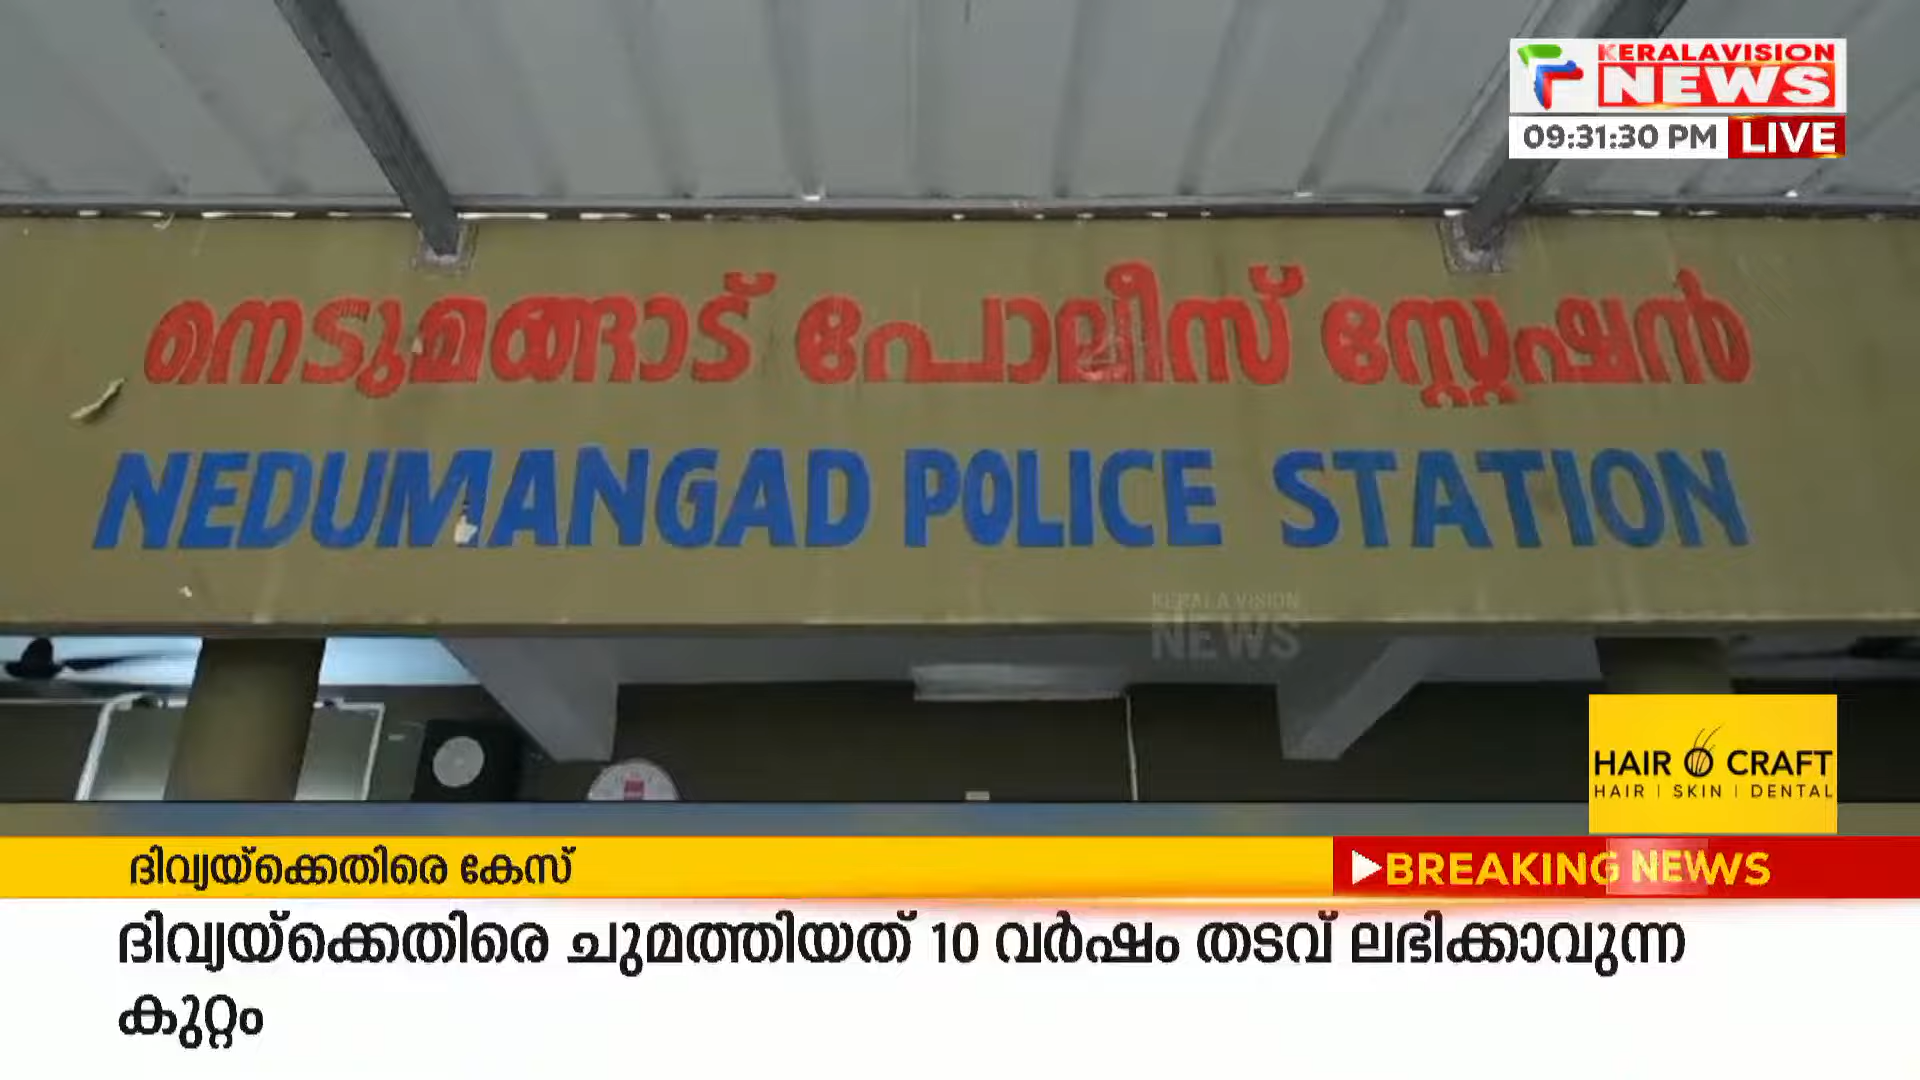 KERALAVISION
NEWS
09:31:30 PM LIVE
നെടുമങ്ങാട് പോലീസ് സ്റ്റേഷൻ
NEDUMANGAD POLICE STATION
KERALA VISION
NEWS
HAIR CRAFT
HAIR | SKIN | DENTAL
ദിവ്യയ്ക്കെതിരെ കേസ്
BREAKING NEWS
ദിവ്യയ്ക്കെതിരെ ചുമത്തിയത് 10 വർഷം തടവ് ലഭിക്കാവുന്ന
കുറ്റം